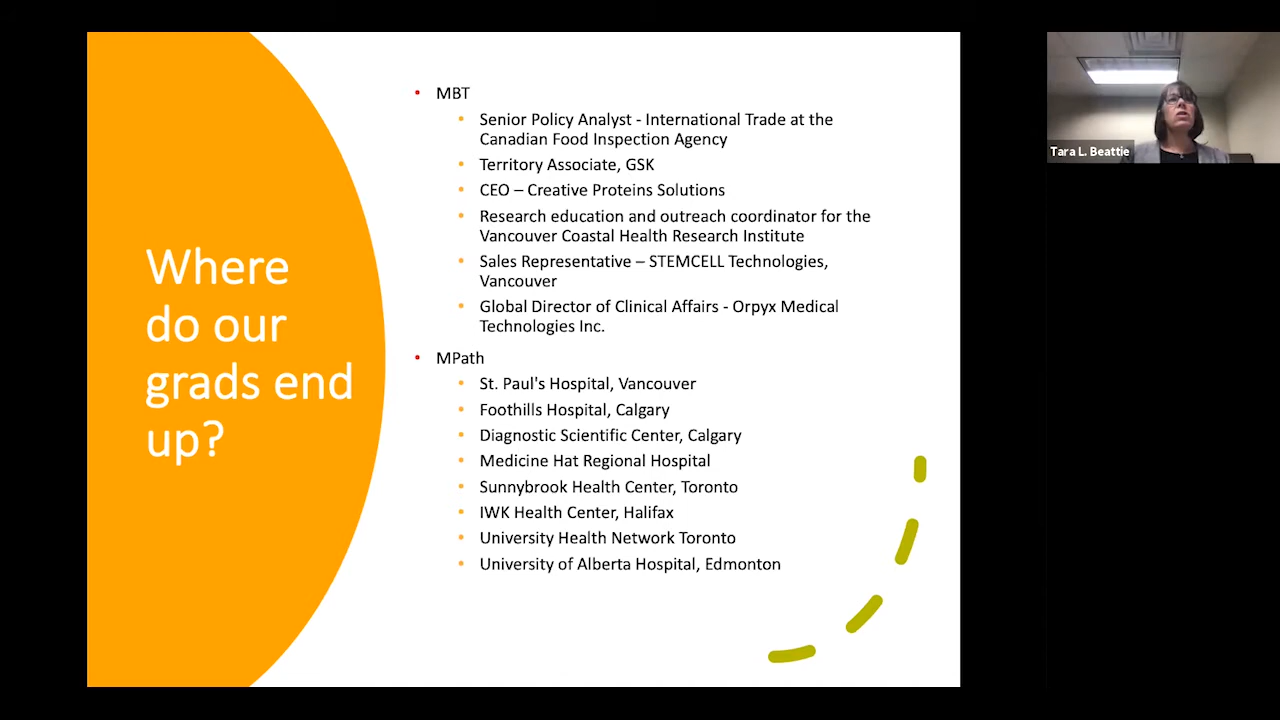 Where
do our
grads end
up?
• MBT
• Senior Policy Analyst - International Trade at the
Canadian Food Inspection Agency
• Territory Associate, GSK
• CEO – Creative Proteins Solutions
• Research education and outreach coordinator for the
Vancouver Coastal Health Research Institute
• Sales Representative – STEMCELL Technologies,
Vancouver
• Global Director of Clinical Affairs - Orpyx Medical
Technologies Inc.
• MPath
• St. Paul's Hospital, Vancouver
• Foothills Hospital, Calgary
• Diagnostic Scientific Center, Calgary
• Medicine Hat Regional Hospital
• Sunnybrook Health Center, Toronto
• IWK Health Center, Halifax
• University Health Network Toronto
• University of Alberta Hospital, Edmonton
Tara L. Beattie